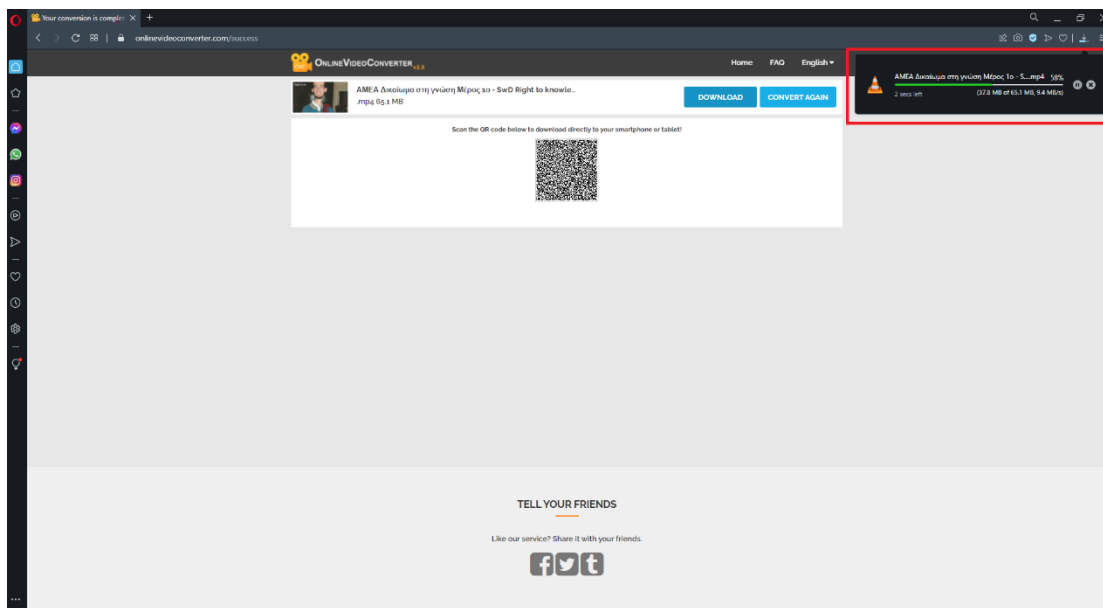 Your conversion is complet
onlinevideoconverter.com/success
ONLINEVIDEOCONVERTER v2.0
Home FAQ English
ΑΜΕΑ Δικαίωμα στη γνώση Μέρος 1ο - S...mp4 58%
2 secs left (37.8 MB of 65.1 MB, 9.4 MB/s)
ΑΜΕΑ Δικαίωμα στη γνώση Μέρος 1ο - SwD Right to knowle..
.mp4 65.1 MB
DOWNLOAD CONVERT AGAIN
Scan the QR code below to download directly to your smartphone or tablet!
TELL YOUR FRIENDS
Like our service? Share it with your friends.